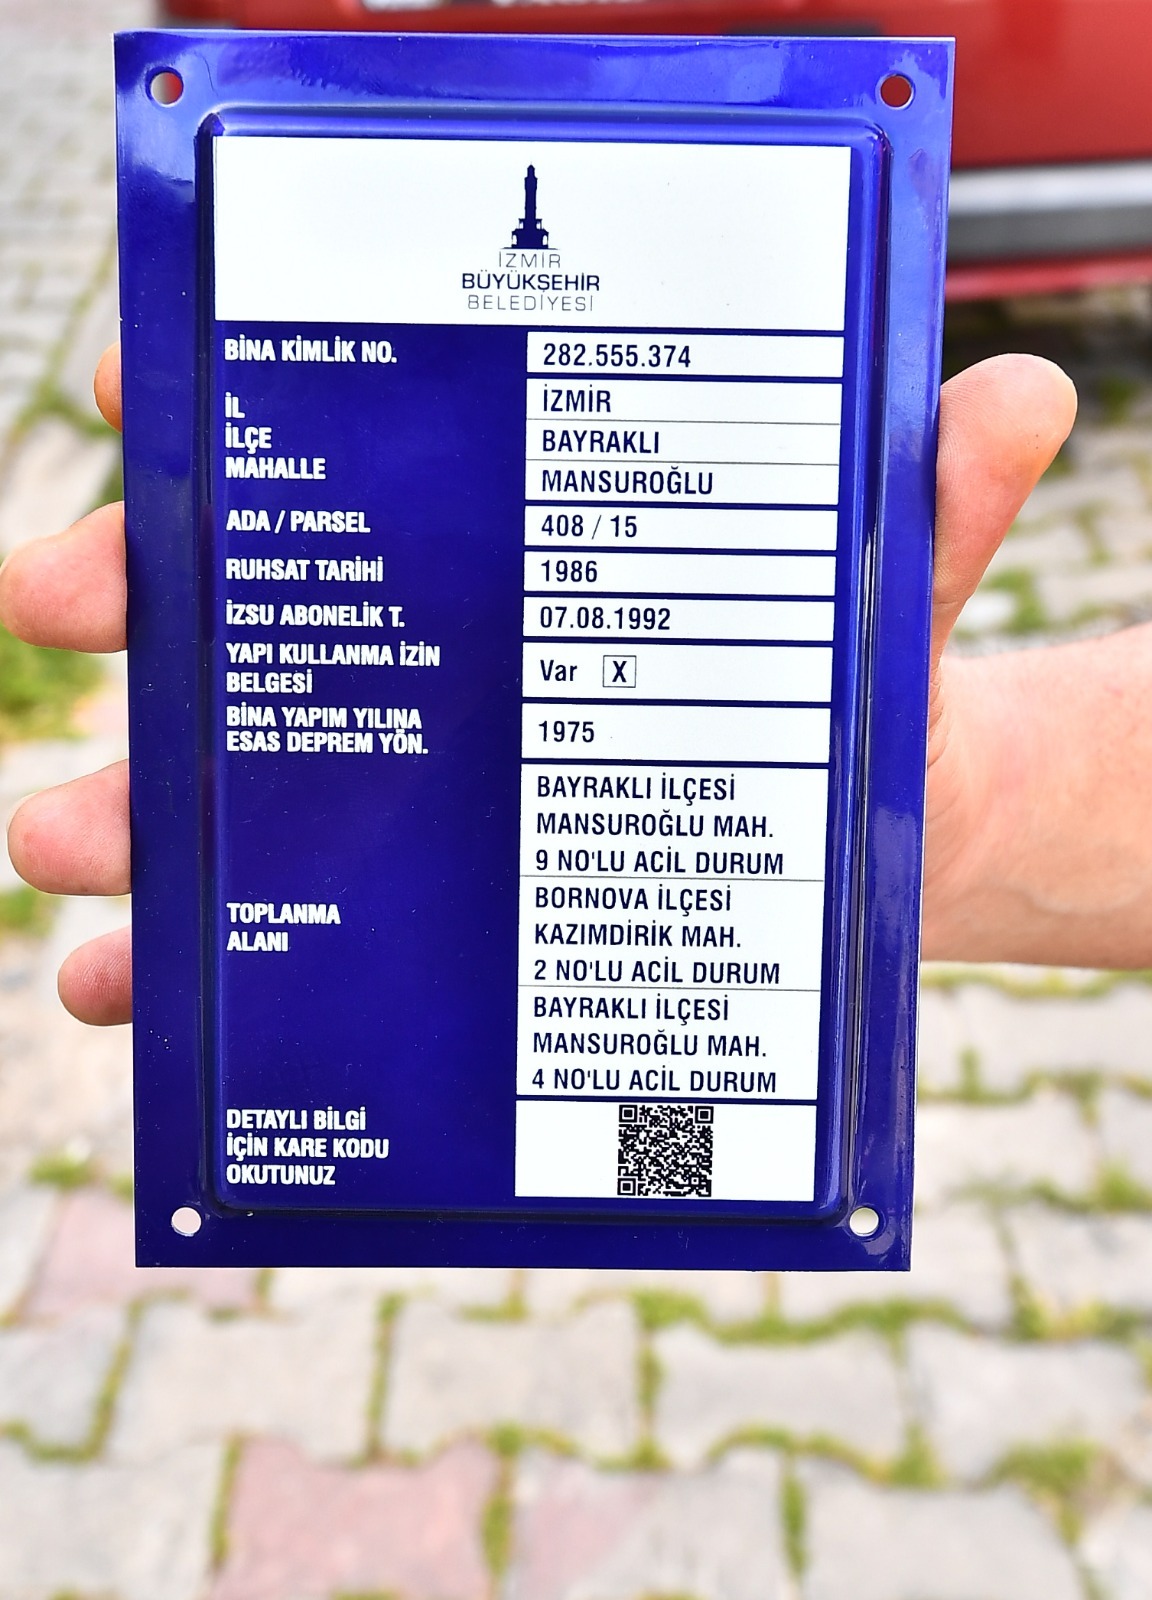 İZMİR
BÜYÜKŞEHİR
BELEDİYESİ
BİNA KİMLİK NO. 282.555.374
İL İZMİR
İLÇE BAYRAKLI
MAHALLE MANSUROĞLU
ADA / PARSEL 408 / 15
RUHSAT TARİHİ 1986
İZSU ABONELİK T. 07.08.1992
YAPI KULLANMA İZİN
BELGESİ
Var X
BİNA YAPIM YILINA
ESAS DEPREM YÖN.
1975
TOPLANMA
ALANI
BAYRAKLI İLÇESİ
MANSUROĞLU MAH.
9 NO'LU ACİL DURUM
BORNOVA İLÇESİ
KAZIMDİRİK MAH.
2 NO'LU ACİL DURUM
BAYRAKLI İLÇESİ
MANSUROĞLU MAH.
4 NO'LU ACİL DURUM
DETAYLI BİLGİ
İÇİN KARE KODU
OKUTUNUZ